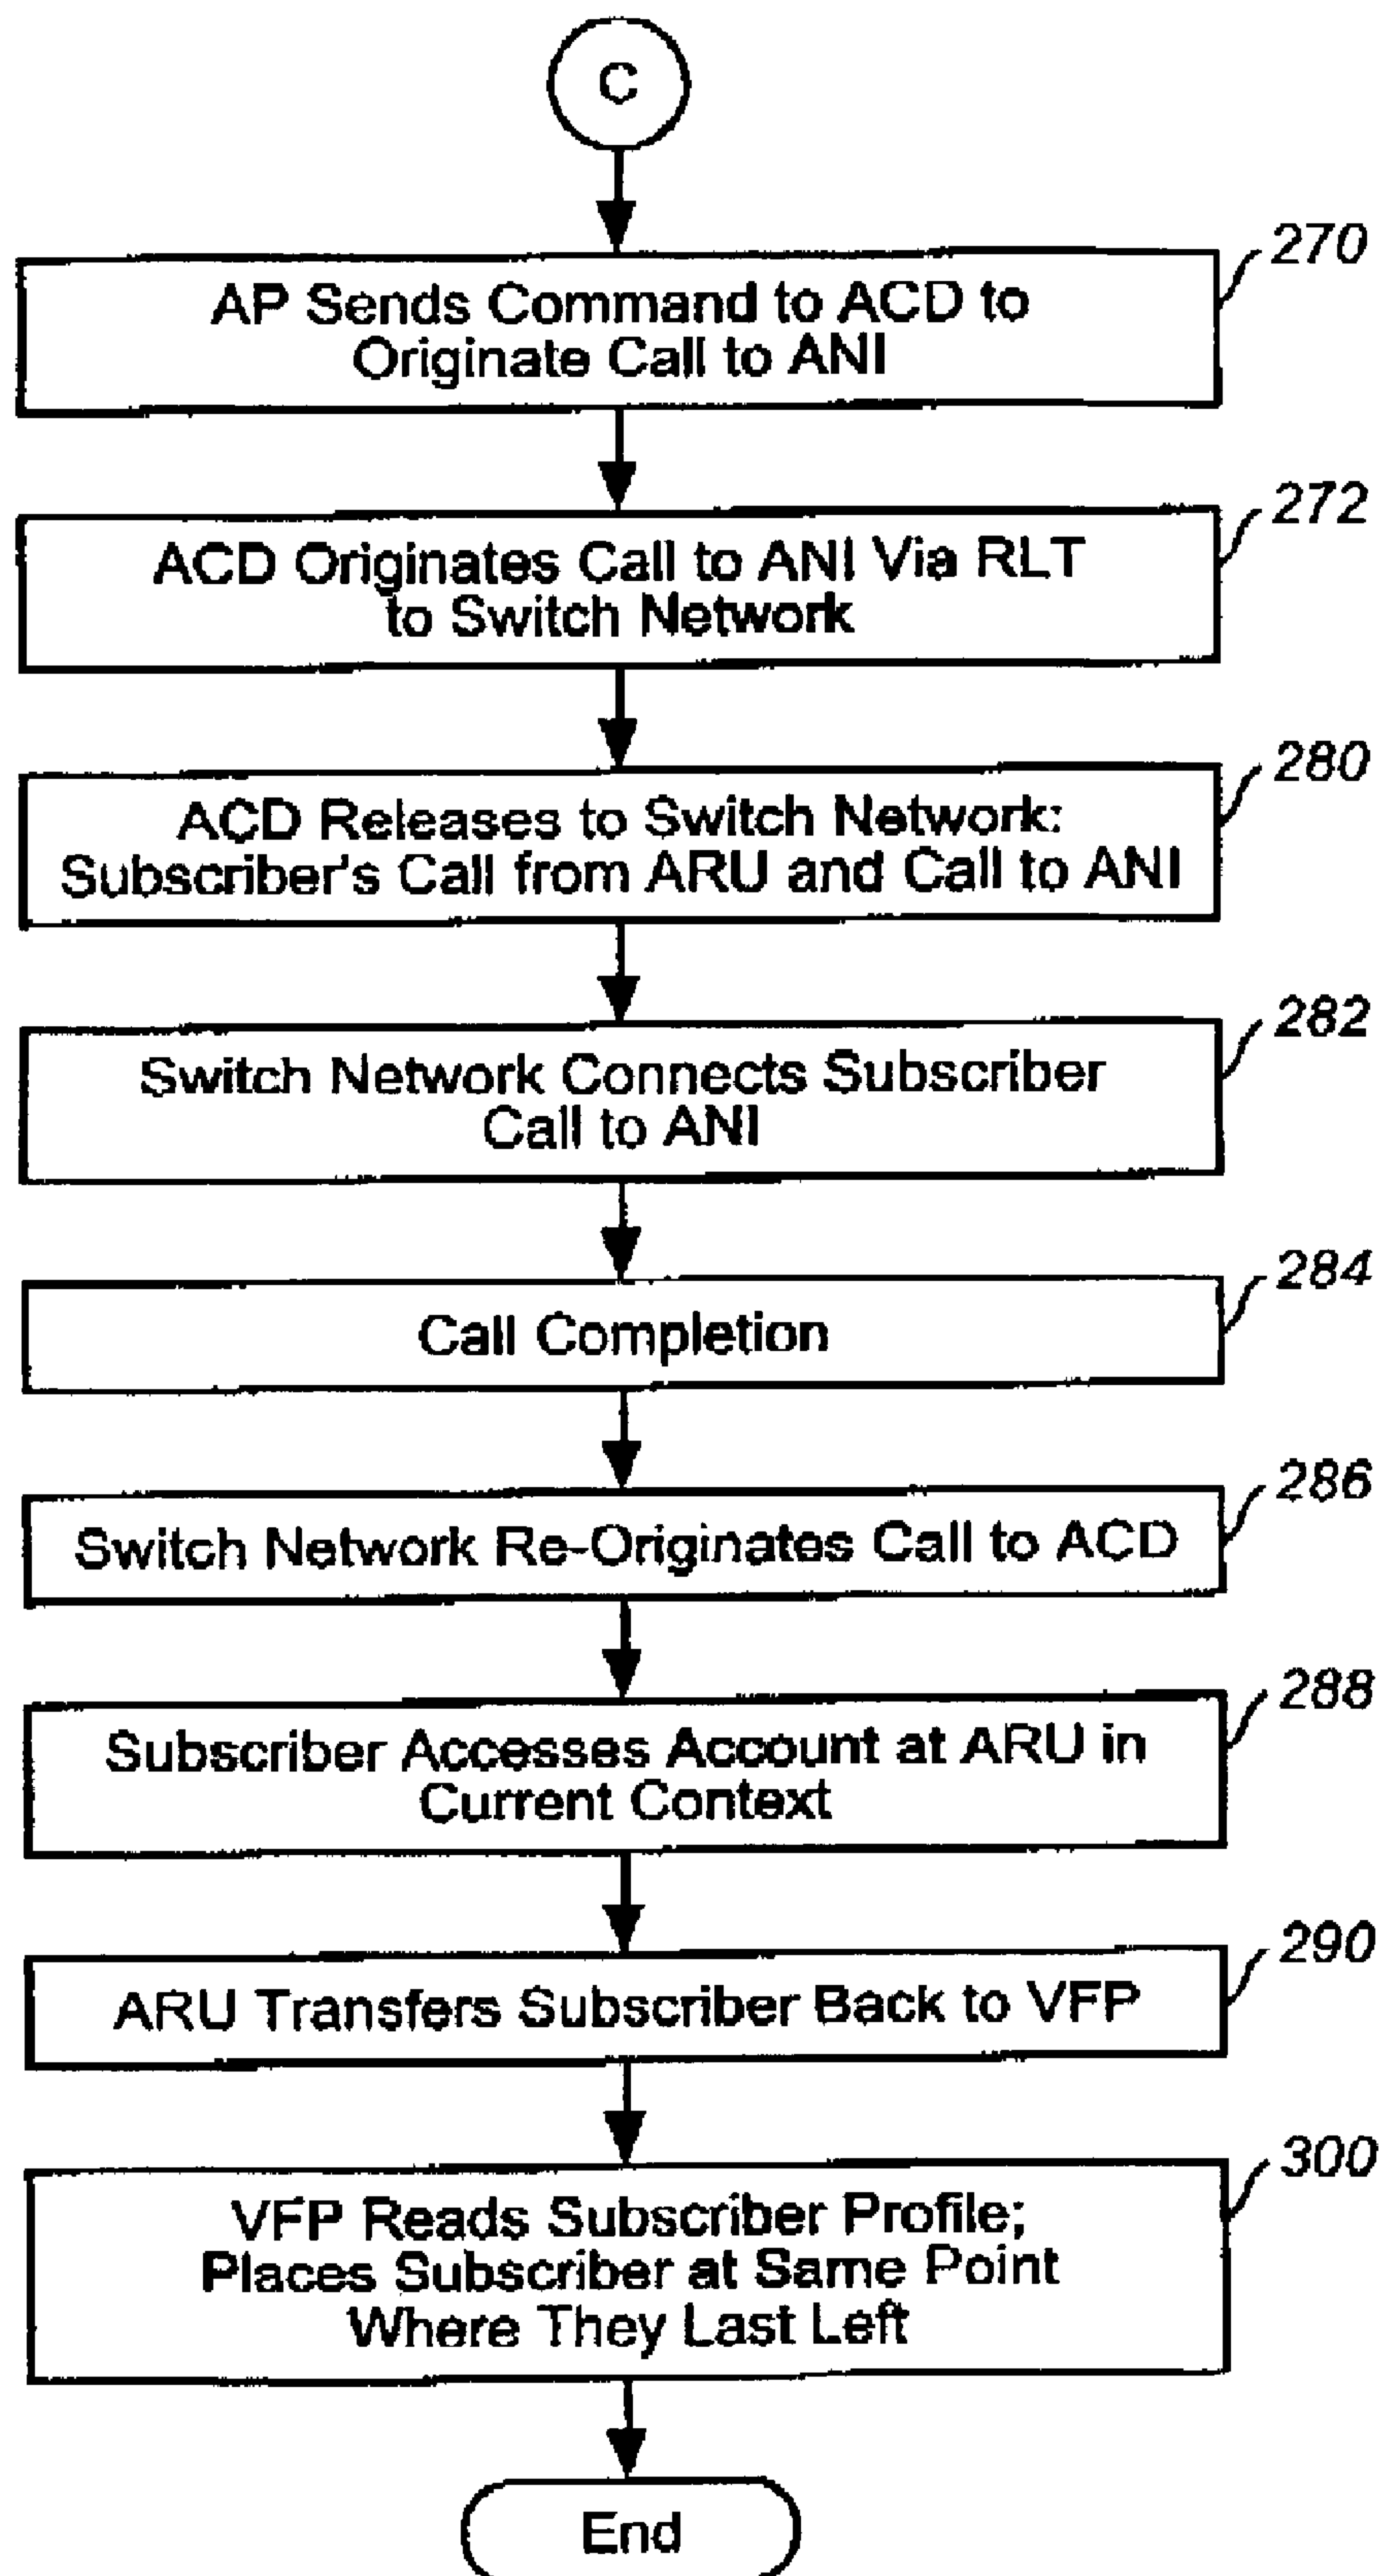 C
270
AP Sends Command to ACD to
Originate Call to ANI
272
ACD Originates Call to ANI Via RLT
to Switch Network
280
ACD Releases to Switch Network:
Subscriber's Call from ARU and Call to ANI
282
Switch Network Connects Subscriber
Call to ANI
284
Call Completion
286
Switch Network Re-Originates Call to ACD
288
Subscriber Accesses Account at ARU in
Current Context
290
ARU Transfers Subscriber Back to VFP
300
VFP Reads Subscriber Profile;
Places Subscriber at Same Point
Where They Last Left
End